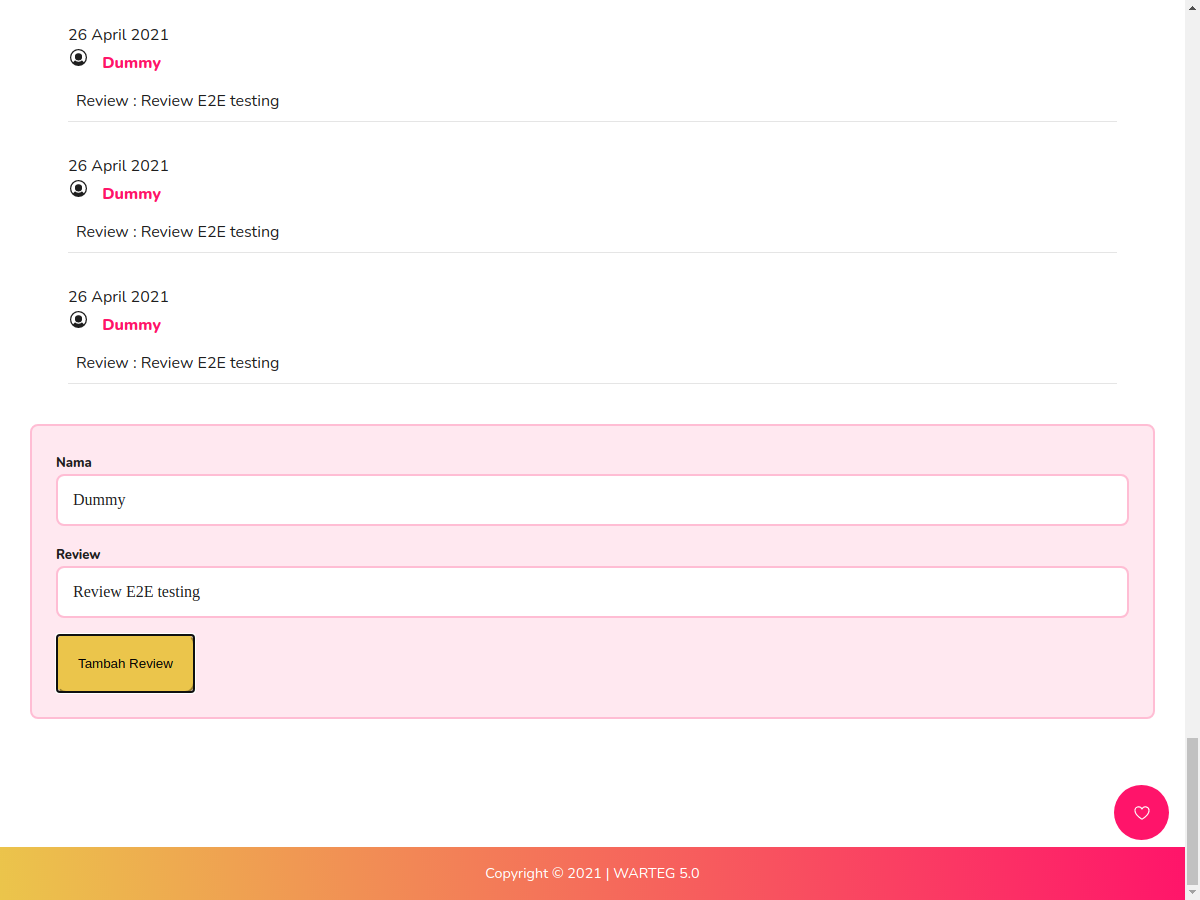 26 April 2021
Dummy
Review : Review E2E testing
26 April 2021
Dummy
Review : Review E2E testing
26 April 2021
Dummy
Review : Review E2E testing
Nama
Dummy
Review
Review E2E testing
Tambah Review
Copyright © 2021 | WARTEG 5.0